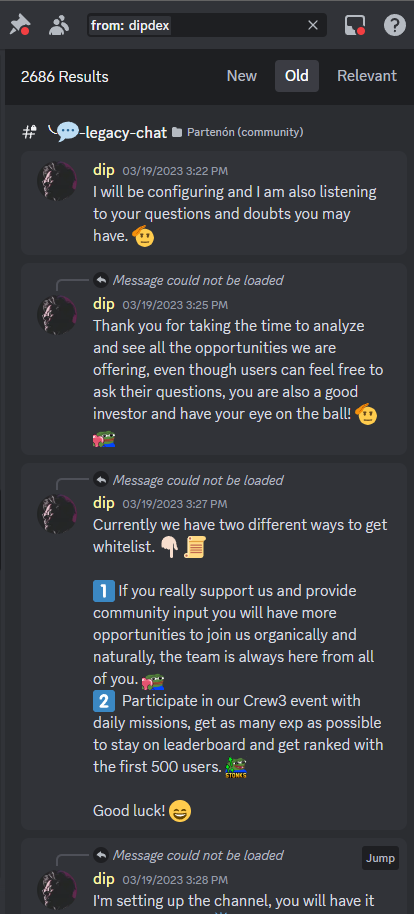 from: dipdex
2686 Results
New
Old
Relevant
-legacy-chat
Partenón (community)
dip 03/19/2023 3:22 PM
I will be configuring and I am also listening
to your questions and doubts you may
have.
Message could not be loaded
dip 03/19/2023 3:25 PM
Thank you for taking the time to analyze
and see all the opportunities we are
offering, even though users can feel free to
ask their questions, you are also a good
investor and have your eye on the ball!
Message could not be loaded
dip 03/19/2023 3:27 PM
Currently we have two different ways to get
whitelist.
1 If you really support us and provide
community input you will have more
opportunities to join us organically and
naturally, the team is always here from all
of you.
2 Participate in our Crew3 event with
daily missions, get as many exp as possible
to stay on leaderboard and get ranked with
the first 500 users.
STONKS
Good luck!
Message could not be loaded
Jump
dip 03/19/2023 3:28 PM
I'm setting up the channel, you will have it